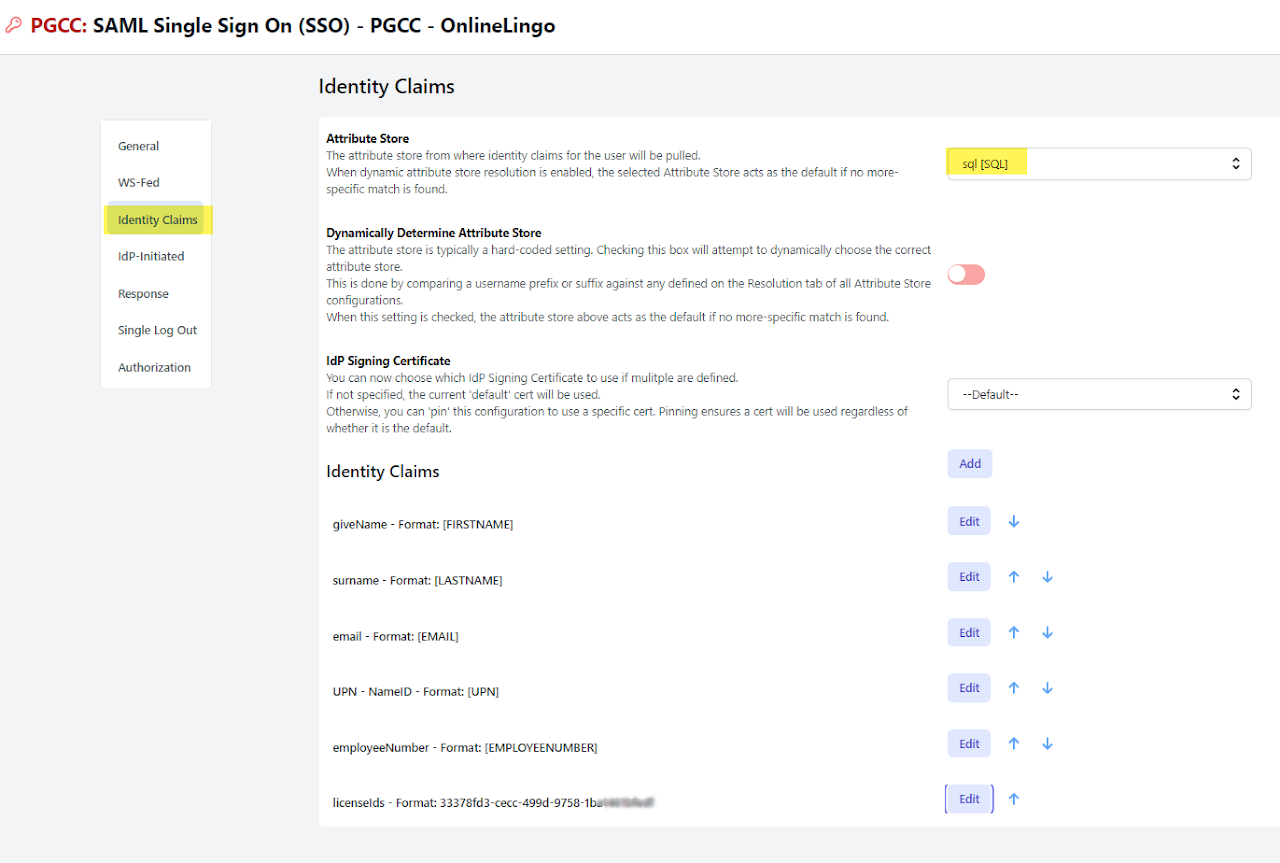 PGCC: SAML Single Sign On (SSO) - PGCC - OnlineLingo
Identity Claims
General
WS-Fed
Identity Claims
IdP-Initiated
Response
Single Log Out
Authorization
Attribute Store
The attribute store from where identity claims for the user will be pulled.
When dynamic attribute store resolution is enabled, the selected Attribute Store acts as the default if no more-
specific match is found.
sql [SQL]
Dynamically Determine Attribute Store
The attribute store is typically a hard-coded setting. Checking this box will attempt to dynamically choose the correct
attribute store.
This is done by comparing a username prefix or suffix against any defined on the Resolution tab of all Attribute Store
configurations.
When this setting is checked, the attribute store above acts as the default if no more-specific match is found.
IdP Signing Certificate
You can now choose which IdP Signing Certificate to use if mulitple are defined.
If not specified, the current 'default' cert will be used.
Otherwise, you can 'pin' this configuration to use a specific cert. Pinning ensures a cert will be used regardless of
whether it is the default.
--Default--
Identity Claims
Add
giveName - Format: [FIRSTNAME]
Edit
surname - Format: [LASTNAME]
Edit
email - Format: [EMAIL]
Edit
UPN - NameID - Format: [UPN]
Edit
employeeNumber - Format: [EMPLOYEENUMBER]
Edit
licenseIds - Format: 33378fd3-cecc-499d-9758-1b
Edit